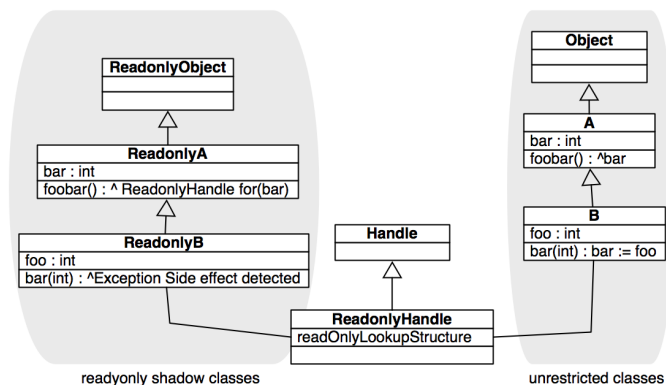 ReadonlyObject
ReadonlyA
bar : int
foobar() : ^ ReadonlyHandle for(bar)
ReadonlyB
foo : int
bar(int) : ^Exception Side effect detected
Handle
ReadonlyHandle
readOnlyLookupStructure
Object
A
bar : int
foobar() : ^bar
B
foo : int
bar(int) : bar := foo
readyonly shadow classes
unrestricted classes